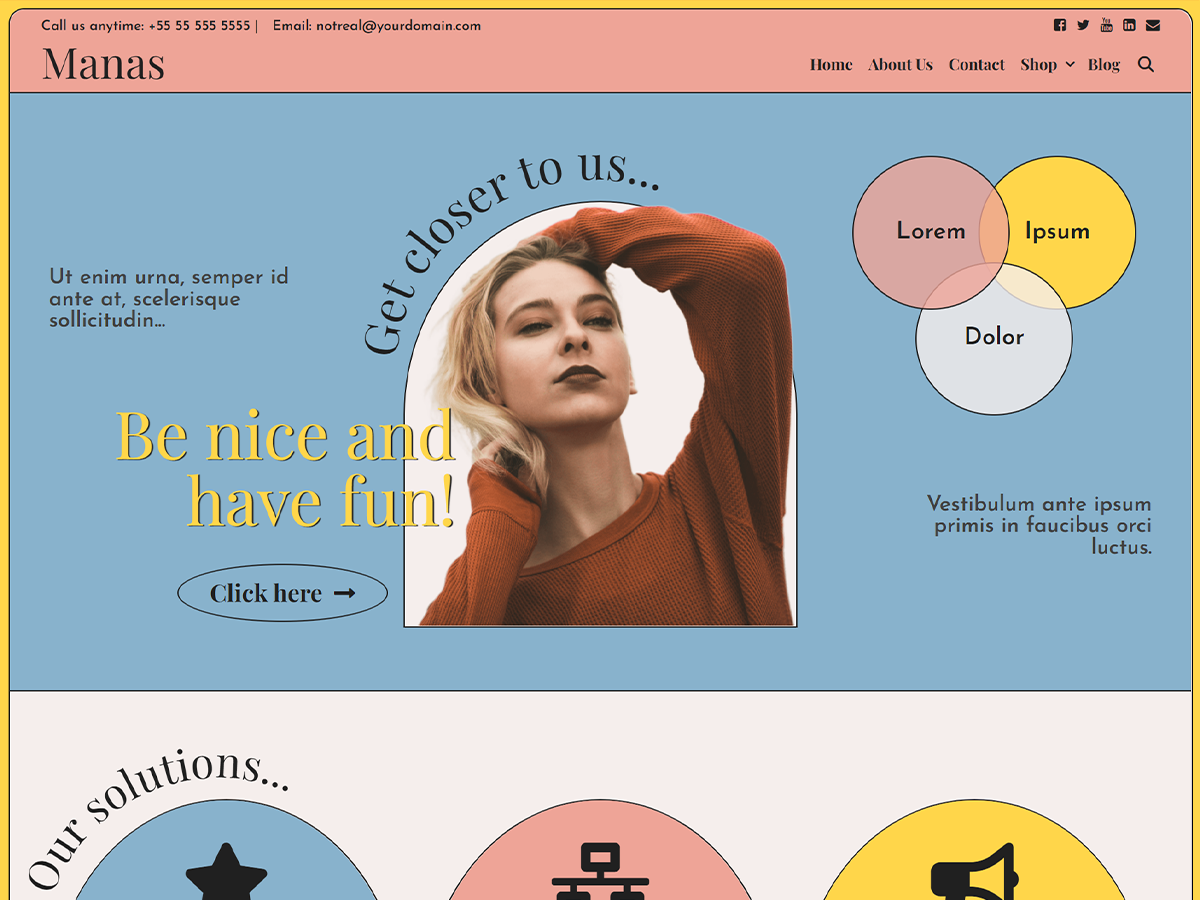 Call us anytime: +55 55 555 5555 | Email: notreal@yourdomain.com
Manas
Home About Us Contact Shop Blog
Get closer to us...
Lorem
Ipsum
Dolor
Ut enim urna, semper id
ante at, scelerisque
sollicitudin...
Be nice and
have fun!
Click here
Vestibulum ante ipsum
primis in faucibus orci
luctus.
Our solutions...